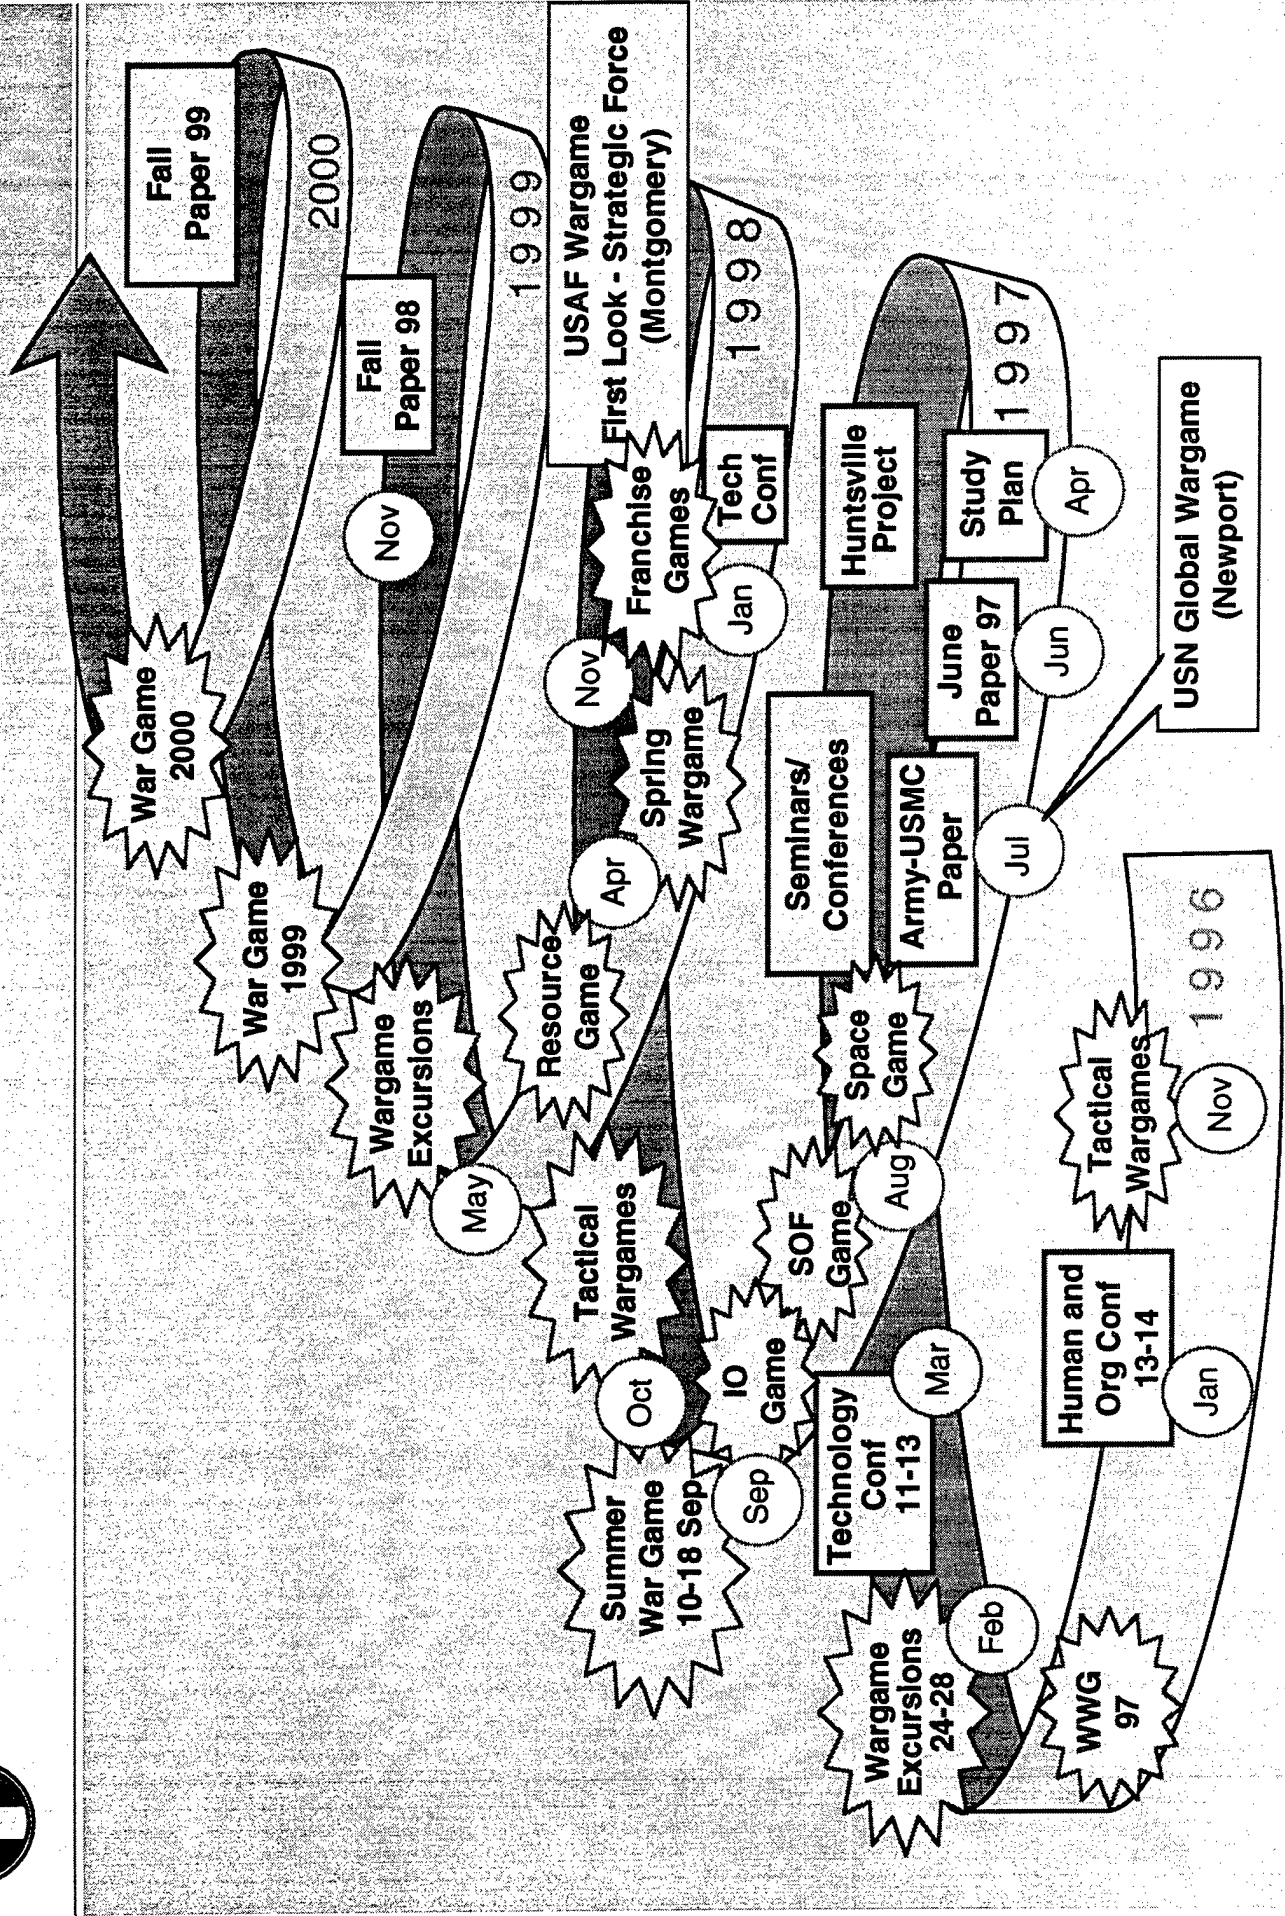 War Game
2000
Fall
Paper 99
2000
War Game
1999
Nov
Fall
Paper 98
1999
Wargame
Excursions
May
Resource
Game
USAF Wargame
First Look - Strategic Force
(Montgomery)
Tactical
Wargames
Apr
Spring
Wargame
Nov
Franchise
Games
Jan
Tech
Conf
1998
Summer
War Game
10-18 Sep
Oct
Sep
IO
Game
SOF
Game
Aug
Space
Game
Seminars/
Conferences
Huntsville
Project
Army-USMC
Paper
Jul
June
Paper 97
Jun
Study
Plan
Apr
1997
Wargame
Excursions
24-28
Feb
Technology
Conf
11-13
Mar
USN Global Wargame
(Newport)
WWG
97
Human and
Org Conf
13-14
Jan
Tactical
Wargames
Nov
1996